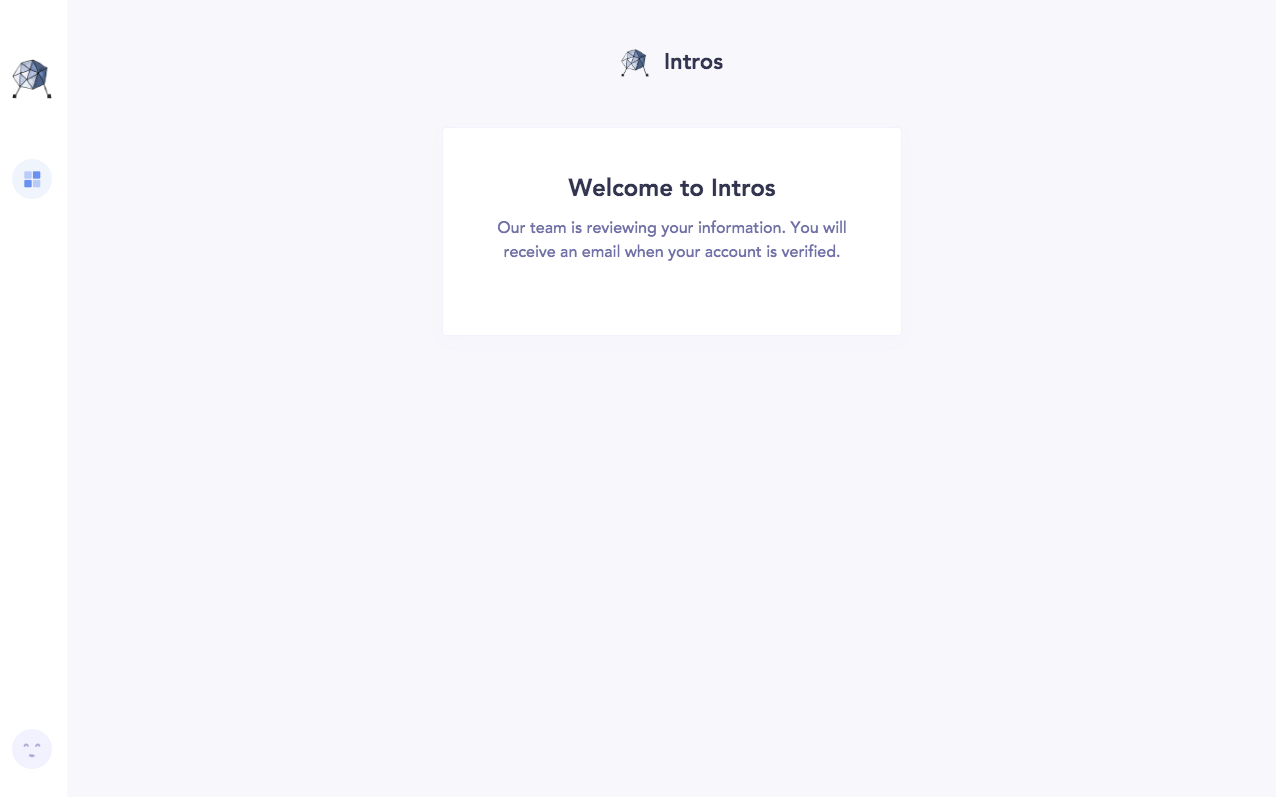 Intros
Welcome to Intros
Our team is reviewing your information. You will
receive an email when your account is verified.